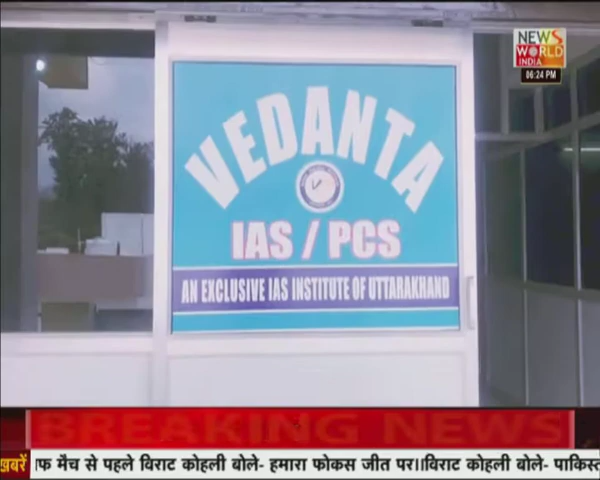 NEWS
WORLD
INDIA
06:24 PM
VEDANTA
IAS / PCS
AN EXCLUSIVE IAS INSTITUTE OF UTTARAKHAND
BREAKING NEWS
खबरें
फ मैच से पहले विराट कोहली बोले- हमारा फोकस जीत पर।।विराट कोहली बोले- पाकिस्त